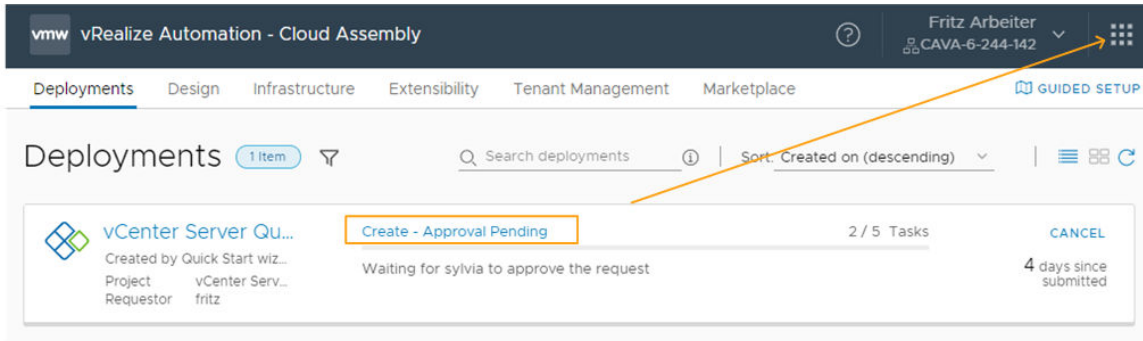 vmw vRealize Automation - Cloud Assembly
Fritz Arbeiter
CAVA-6-244-142
Deployments Design Infrastructure Extensibility Tenant Management Marketplace GUIDED SETUP
Deployments 1 Item Search deployments Sort: Created on (descending)
vCenter Server Qu... Create - Approval Pending 2 / 5 Tasks CANCEL
Created by Quick Start wiz... Waiting for sylvia to approve the request 4 days since submitted
Project vCenter Serv...
Requestor fritz